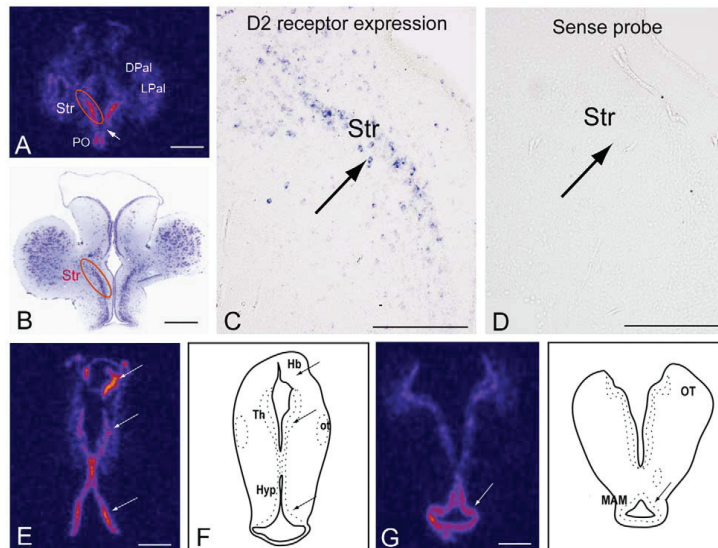 D2 receptor expression
Sense probe
DPal
LPal
Str
PO
A
Str
B
Str
C
Str
D
E
Hb
Th
ot
Hyp
F
G
OT
MAM